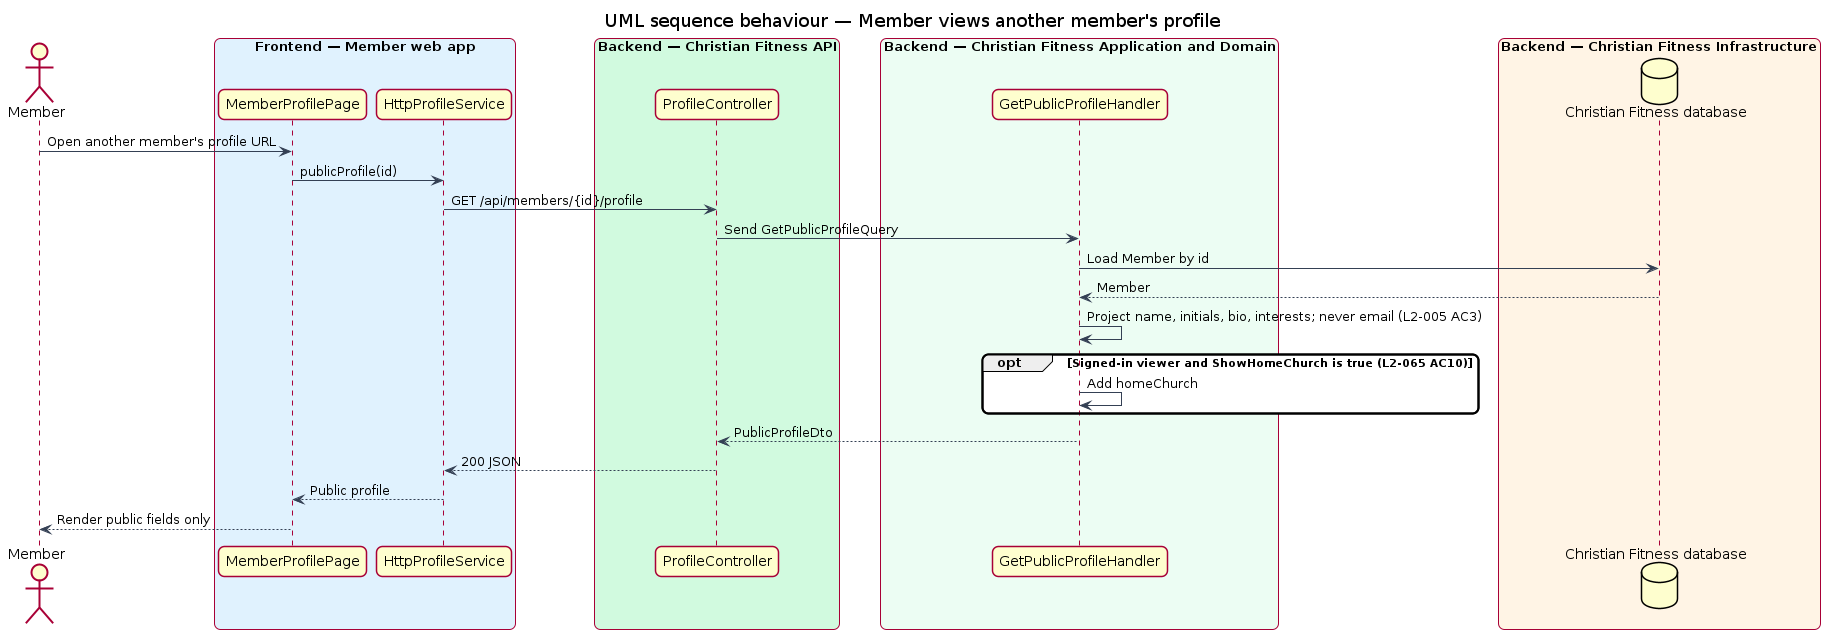 UML sequence behaviour — Member views another member's profile
Frontend — Member web app
Backend — Christian Fitness API
Backend — Christian Fitness Application and Domain
Backend — Christian Fitness Infrastructure
Member
MemberProfilePage
HttpProfileService
ProfileController
GetPublicProfileHandler
Christian Fitness database
Open another member's profile URL
publicProfile(id)
GET /api/members/{id}/profile
Send GetPublicProfileQuery
Load Member by id
Member
Project name, initials, bio, interests; never email (L2-005 AC3)
opt
[Signed-in viewer and ShowHomeChurch is true (L2-065 AC10)]
Add homeChurch
PublicProfileDto
200 JSON
Public profile
Render public fields only
Member
MemberProfilePage
HttpProfileService
ProfileController
GetPublicProfileHandler
Christian Fitness database